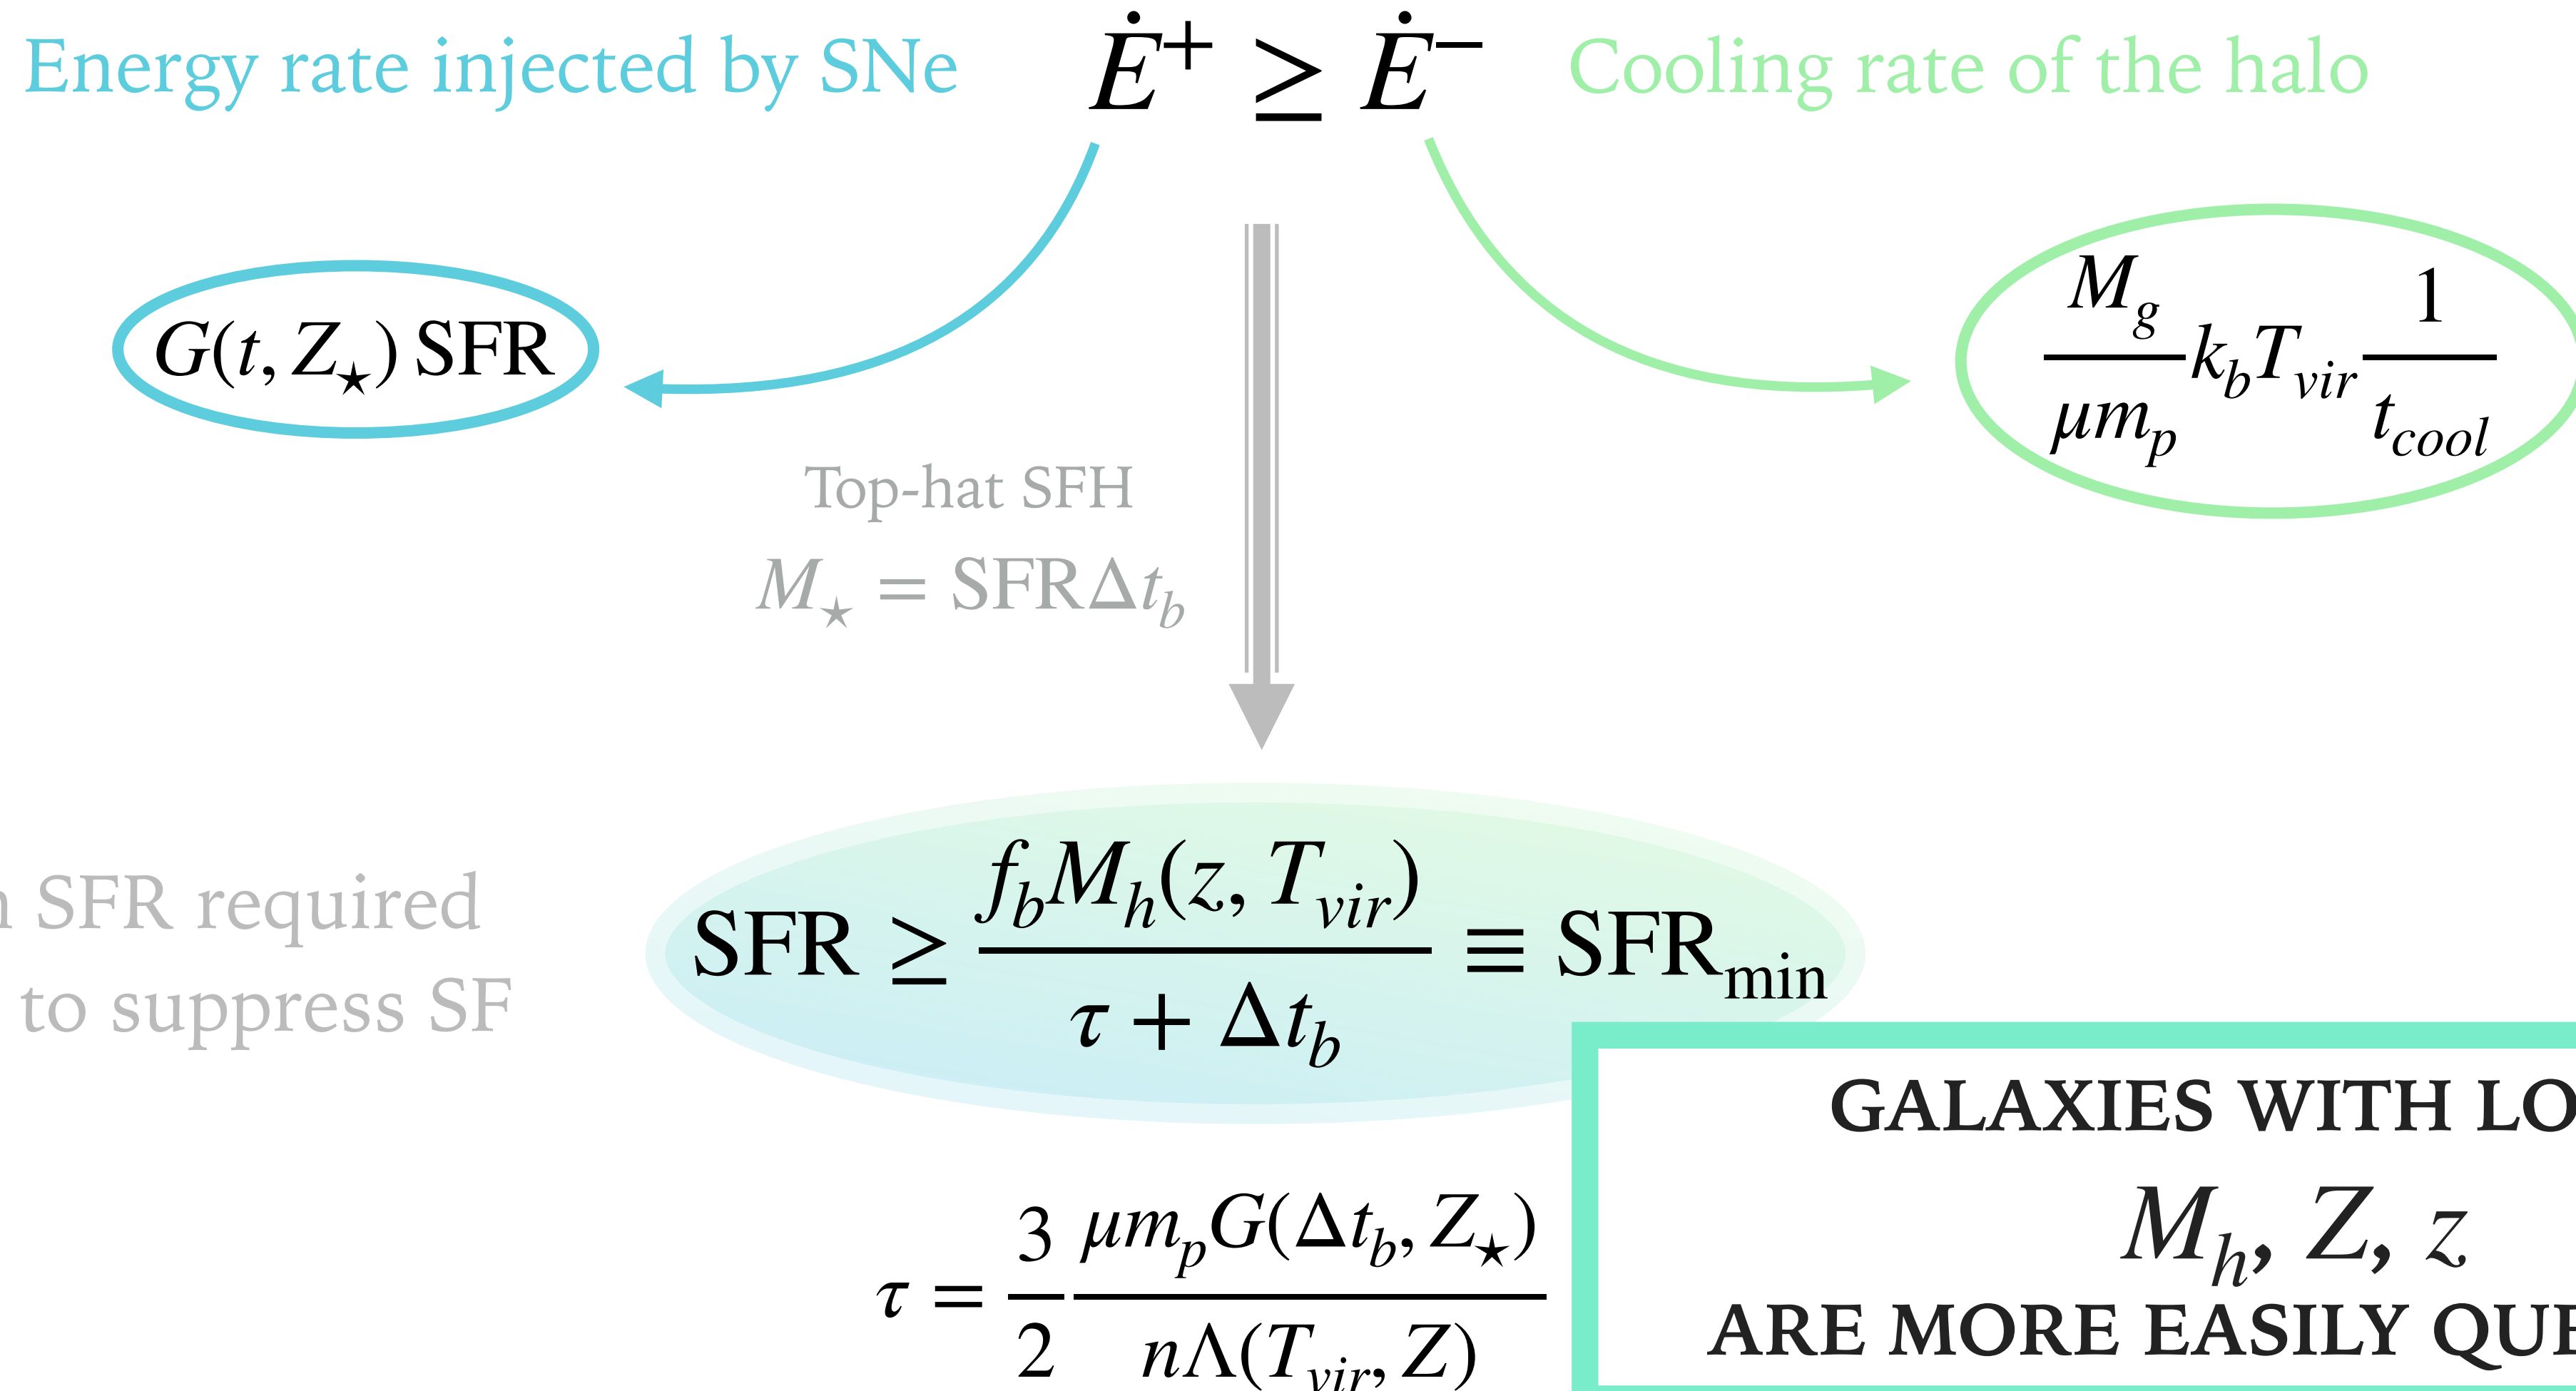 Energy rate injected by SNe
Ė⁺ ≥ Ė⁻
Cooling rate of the halo
G(t, Z★) SFR
M_g / μm_p k_b T_vir 1 / t_cool
Top-hat SFH
M★ = SFRΔt_b
SFR required
to suppress SF
SFR ≥ f_b M_h(z, T_vir) / τ + Δt_b ≡ SFR_min
τ = 3/2 μm_p G(Δt_b, Z★) / nΛ(T_vir, Z)
GALAXIES WITH
M_h, Z, z
ARE MORE EASILY